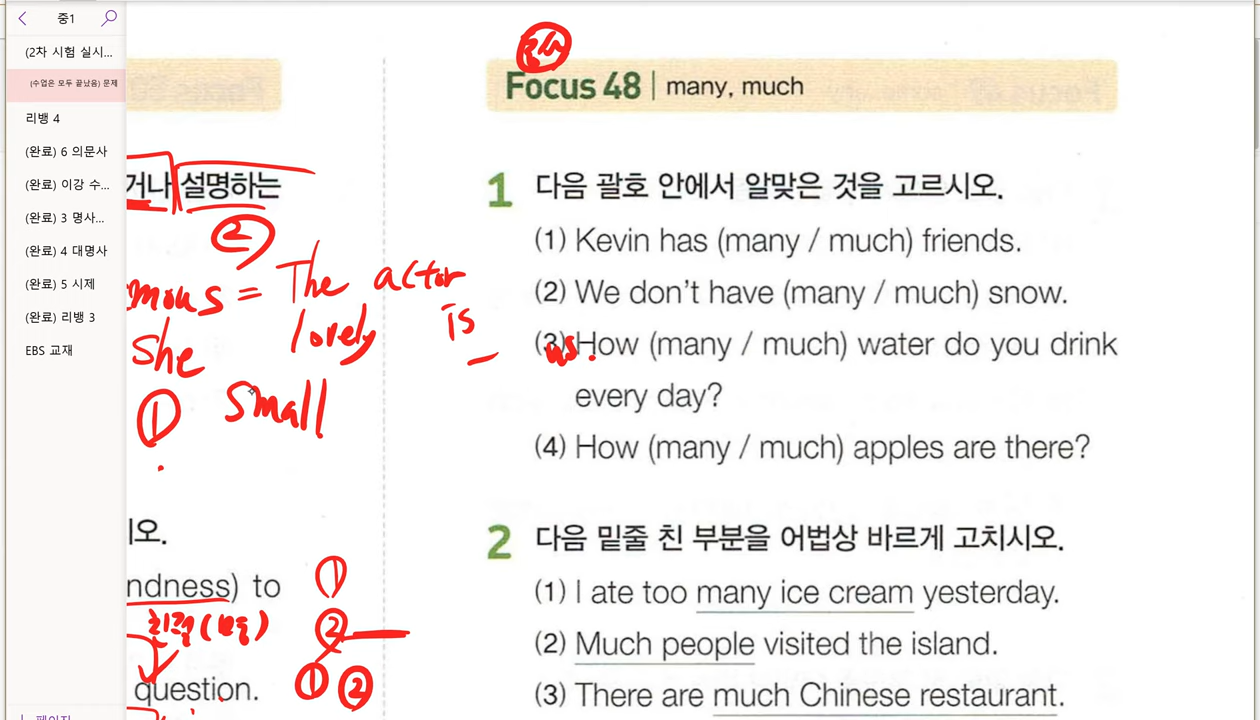 중1
(2차 시험 실시...
(수업은 모두 끝났음) 문제
리뱅 4
(완료) 6 의문사
(완료) 이강 수...
(완료) 3 명사...
(완료) 4 대명사
(완료) 5 시제
(완료) 리뱅 3
EBS 교재
거나 설명하는
②
mous = The actor
is
lovely
she
① small
이오.
ndness) to
①
②
① ②
question.
Focus 48 | many, much
1 다음 괄호 안에서 알맞은 것을 고르시오.
(1) Kevin has (many / much) friends.
(2) We don't have (many / much) snow.
(3) How (many / much) water do you drink
every day?
(4) How (many / much) apples are there?
2 다음 밑줄 친 부분을 어법상 바르게 고치시오.
(1) I ate too many ice cream yesterday.
(2) Much people visited the island.
(3) There are much Chinese restaurant.